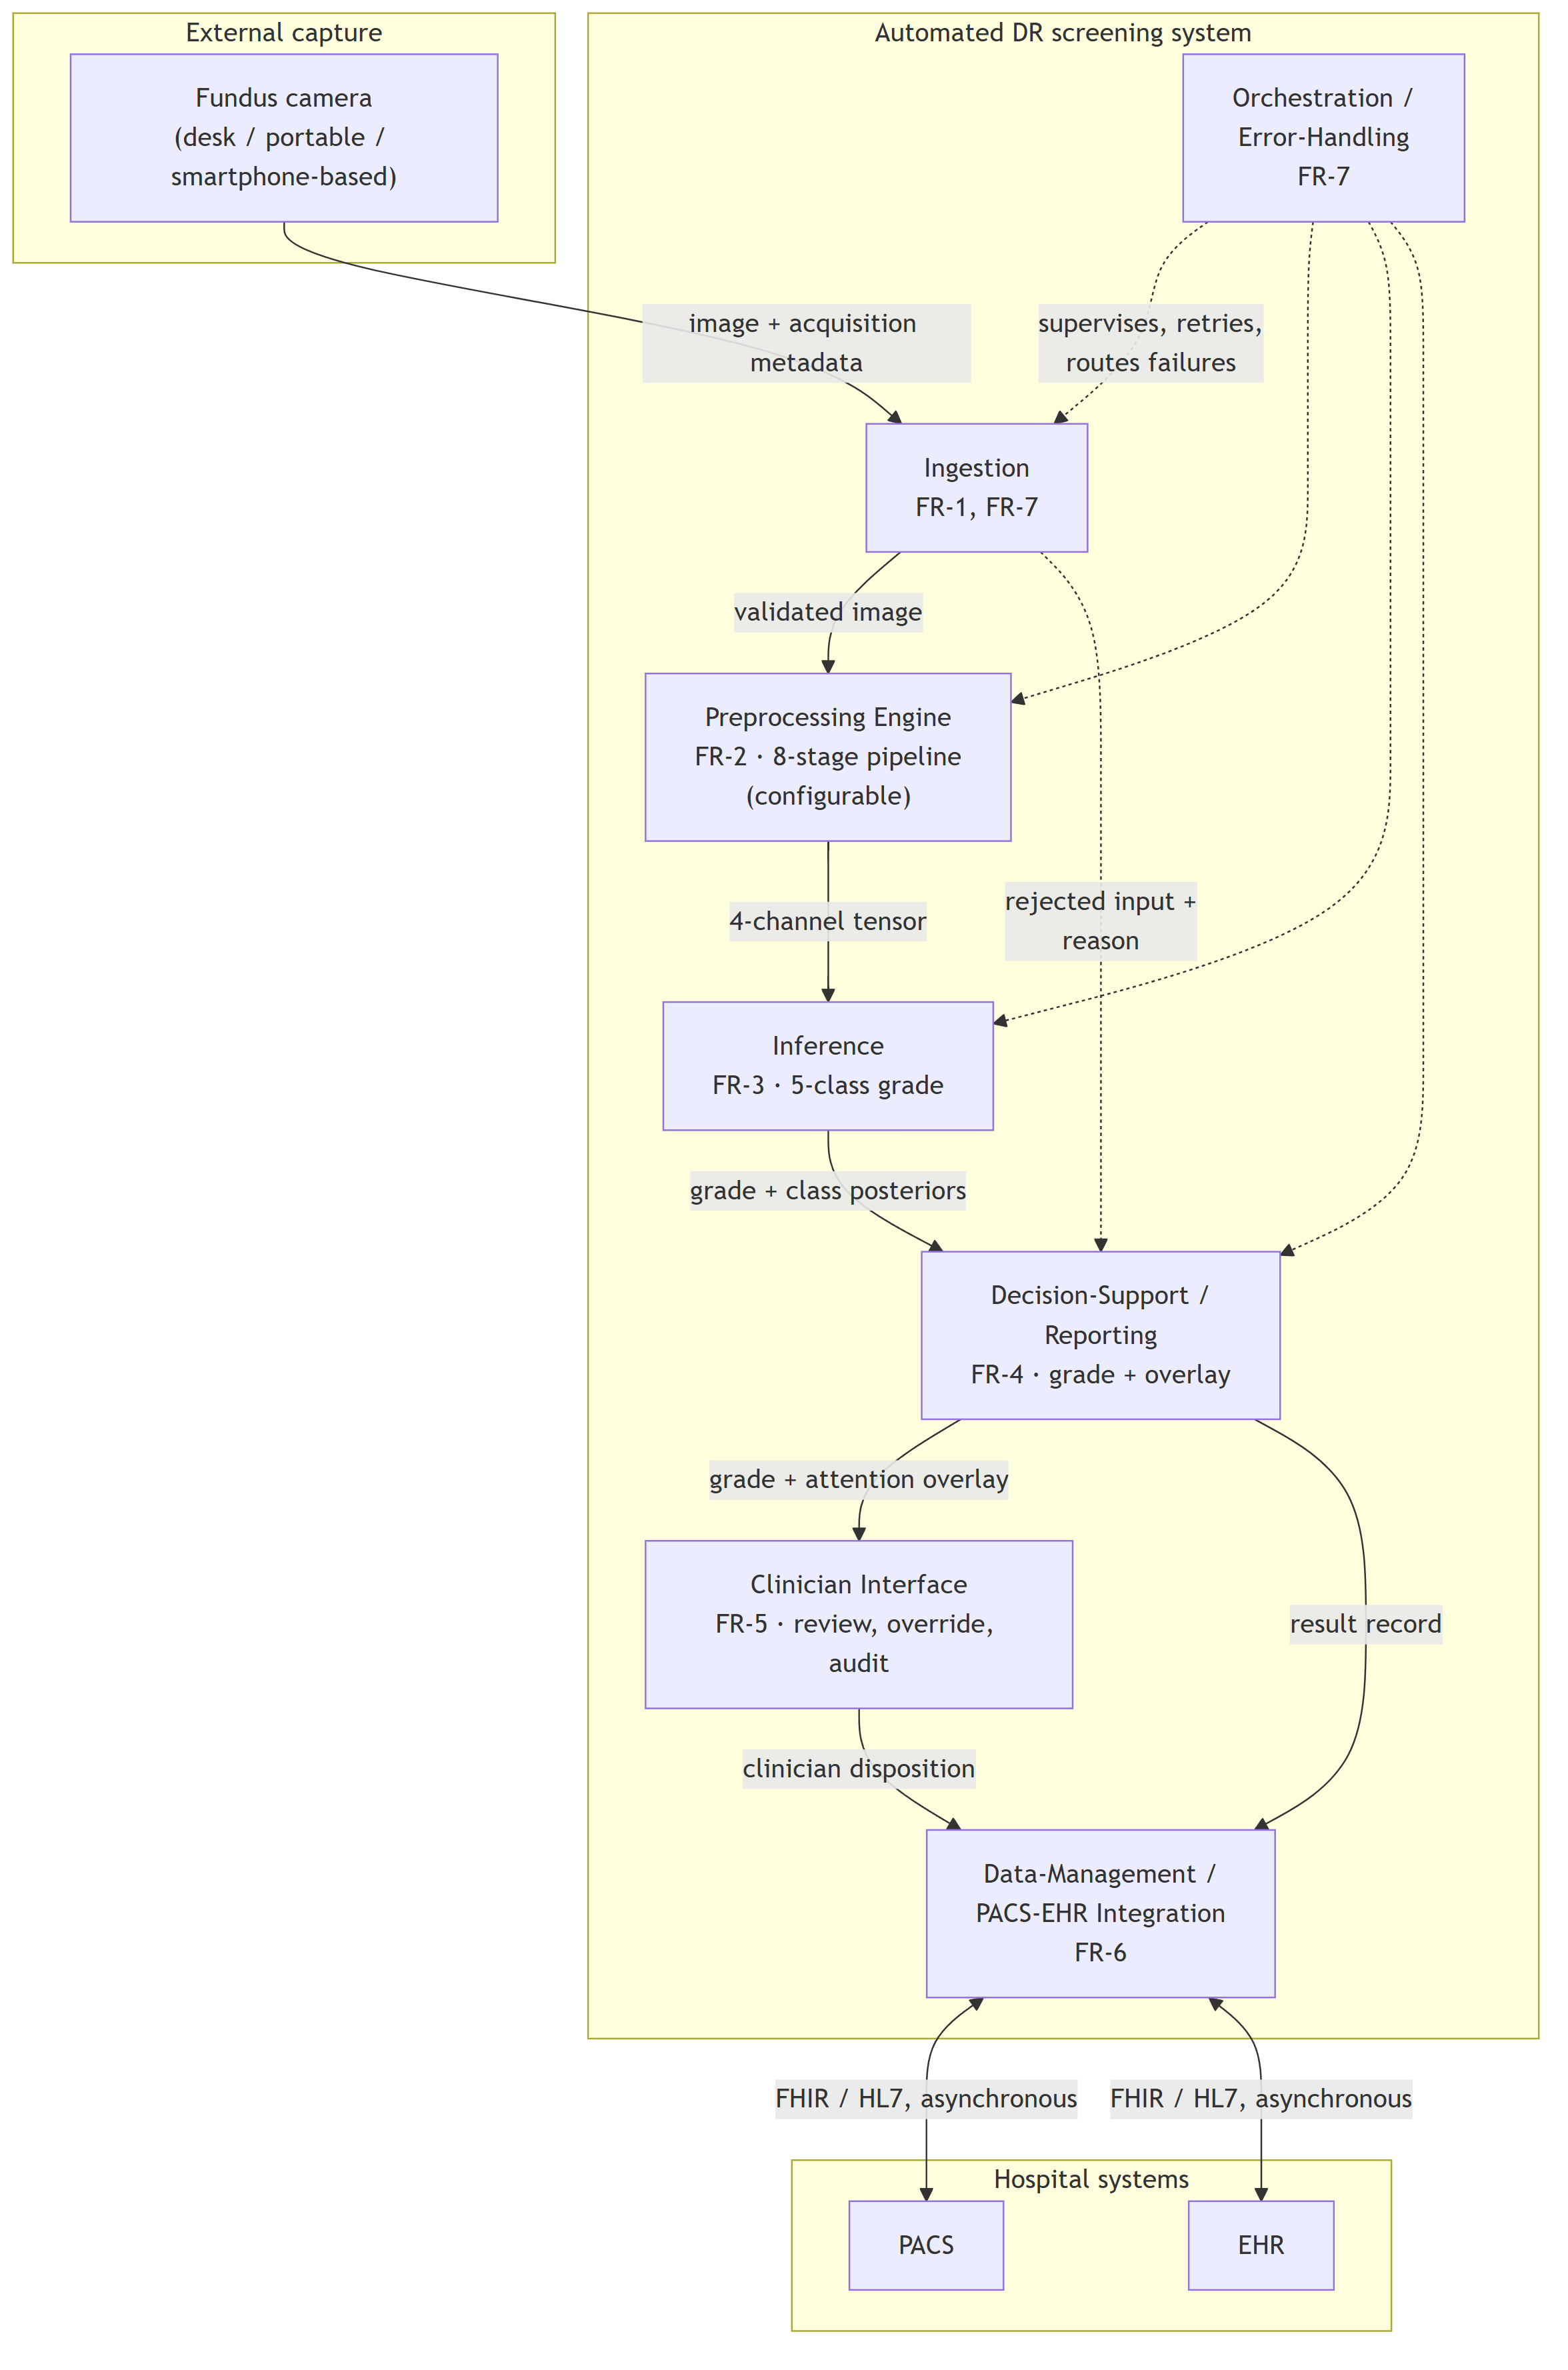 External capture
Fundus camera
(desk / portable /
smartphone-based)
Automated DR screening system
Orchestration /
Error-Handling
FR-7
image + acquisition
metadata
supervises, retries,
routes failures
Ingestion
FR-1, FR-7
validated image
Preprocessing Engine
FR-2 · 8-stage pipeline
(configurable)
4-channel tensor
rejected input +
reason
Inference
FR-3 · 5-class grade
grade + class posteriors
Decision-Support /
Reporting
FR-4 · grade + overlay
grade + attention overlay
Clinician Interface
FR-5 · review, override,
audit
result record
clinician disposition
Data-Management /
PACS-EHR Integration
FR-6
FHIR / HL7, asynchronous
FHIR / HL7, asynchronous
Hospital systems
PACS
EHR